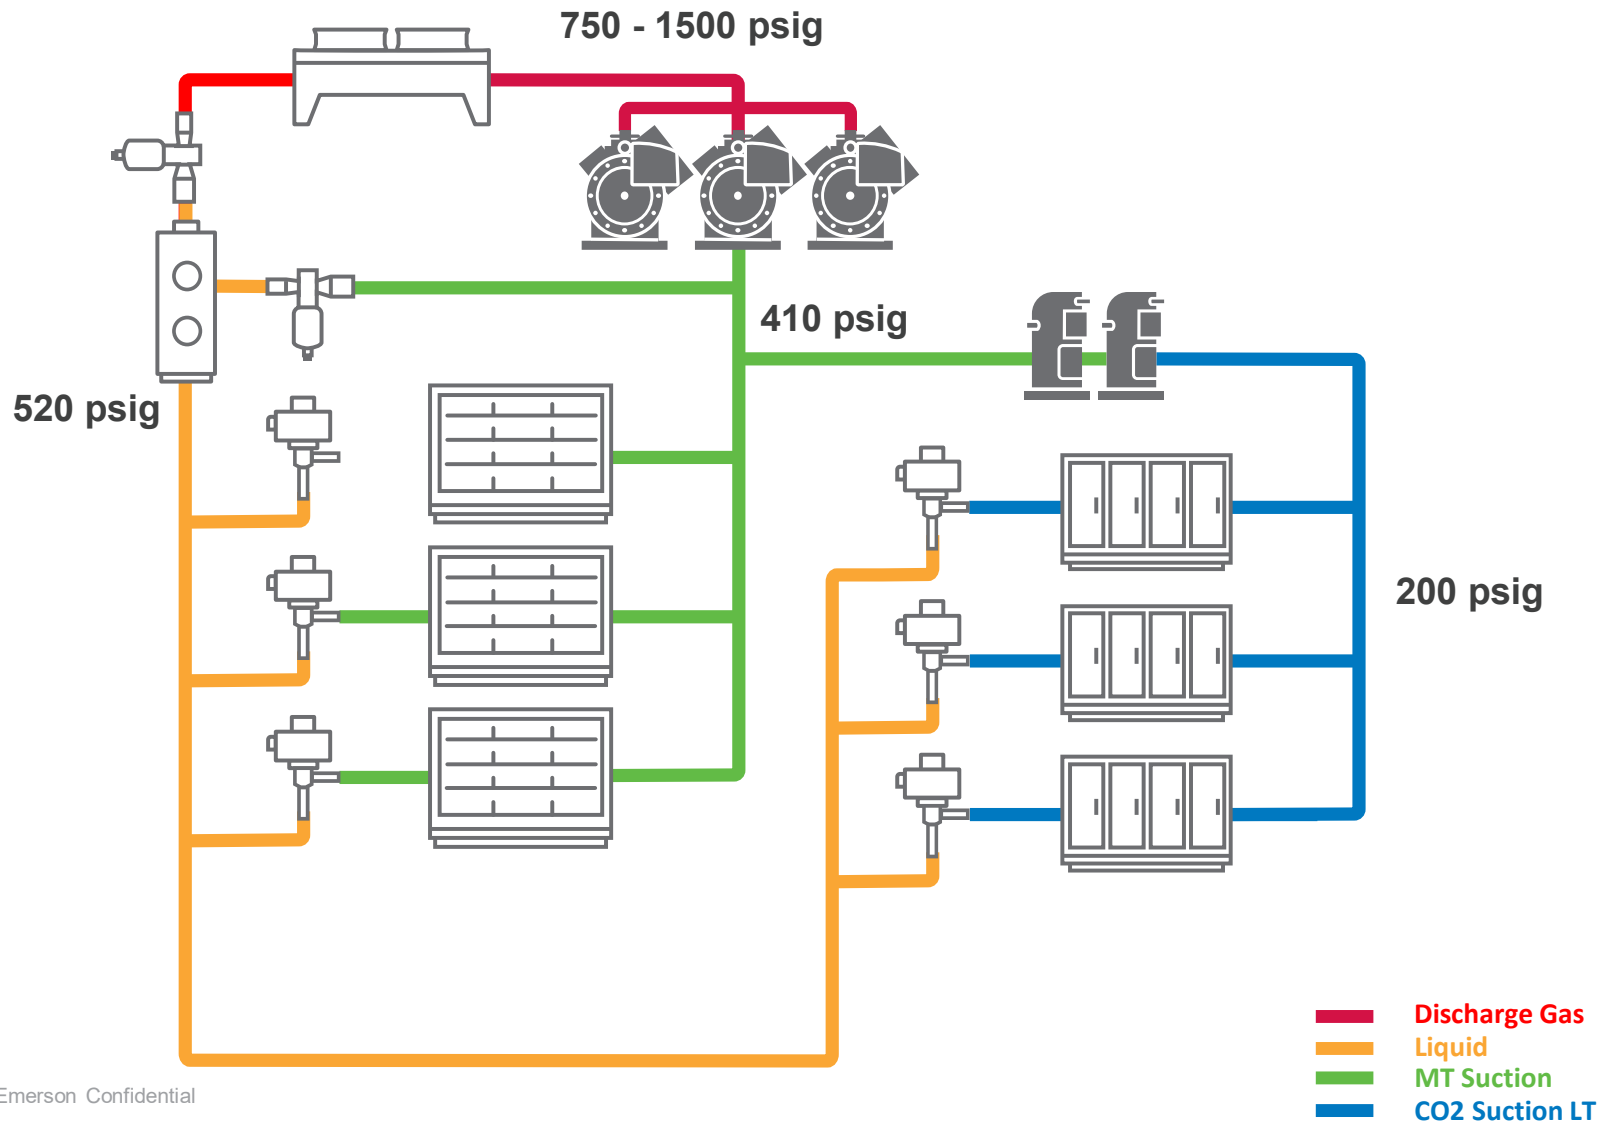 750 - 1500 psig
410 psig
520 psig
200 psig
Discharge Gas
Liquid
MT Suction
CO2 Suction LT
Emerson Confidential